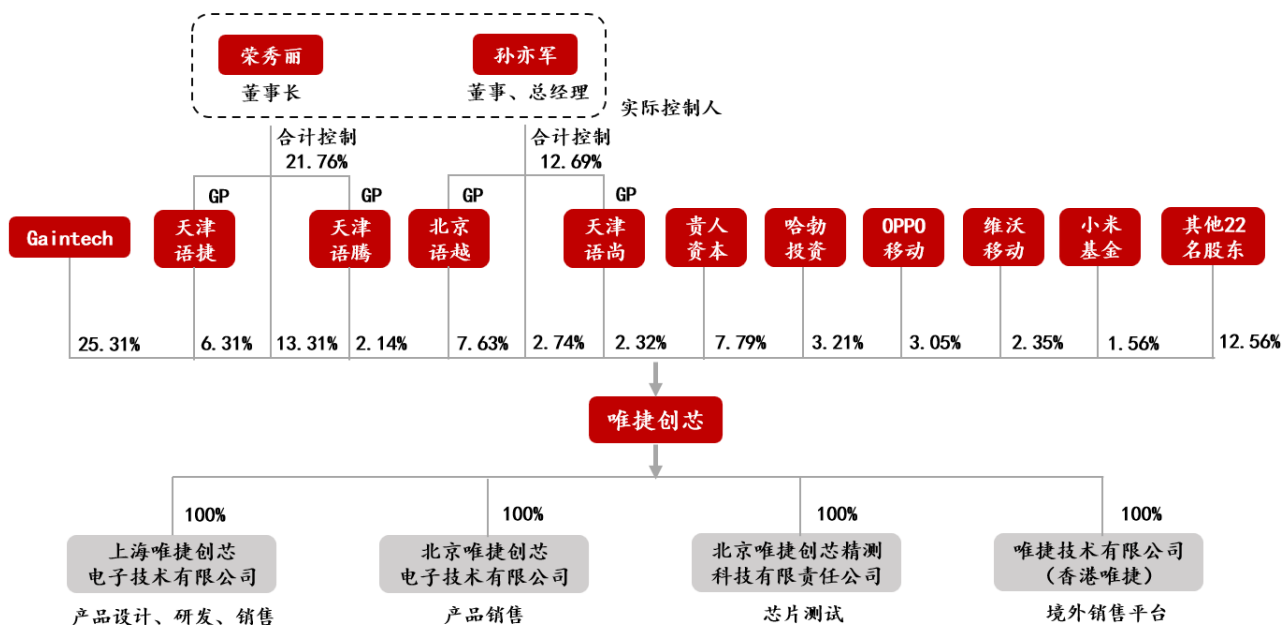 荣秀丽
孙亦军
董事长
董事、总经理
实际控制人
合计控制
21.76%
合计控制
12.69%
GP
GP
GP
GP
Gaintech
天津
语捷
天津
语腾
北京
语越
天津
语尚
贵人
资本
哈勃
投资
OPPO
移动
维沃
移动
小米
基金
其他22
名股东
25.31%
6.31%
13.31%
2.14%
7.63%
2.74%
2.32%
7.79%
3.21%
3.05%
2.35%
1.56%
12.56%
唯捷创芯
100%
100%
100%
100%
上海唯捷创芯
电子技术有限公司
北京唯捷创芯
电子技术有限公司
北京唯捷创芯精测
科技有限责任公司
唯捷技术有限公司
（香港唯捷）
产品设计、研发、销售
产品销售
芯片测试
境外销售平台